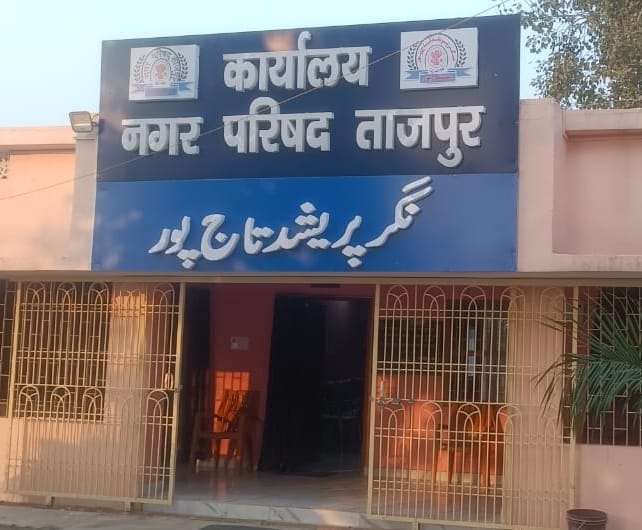 कार्यालय
नगर परिषद ताजपुर
نگر پریشد تاج پور